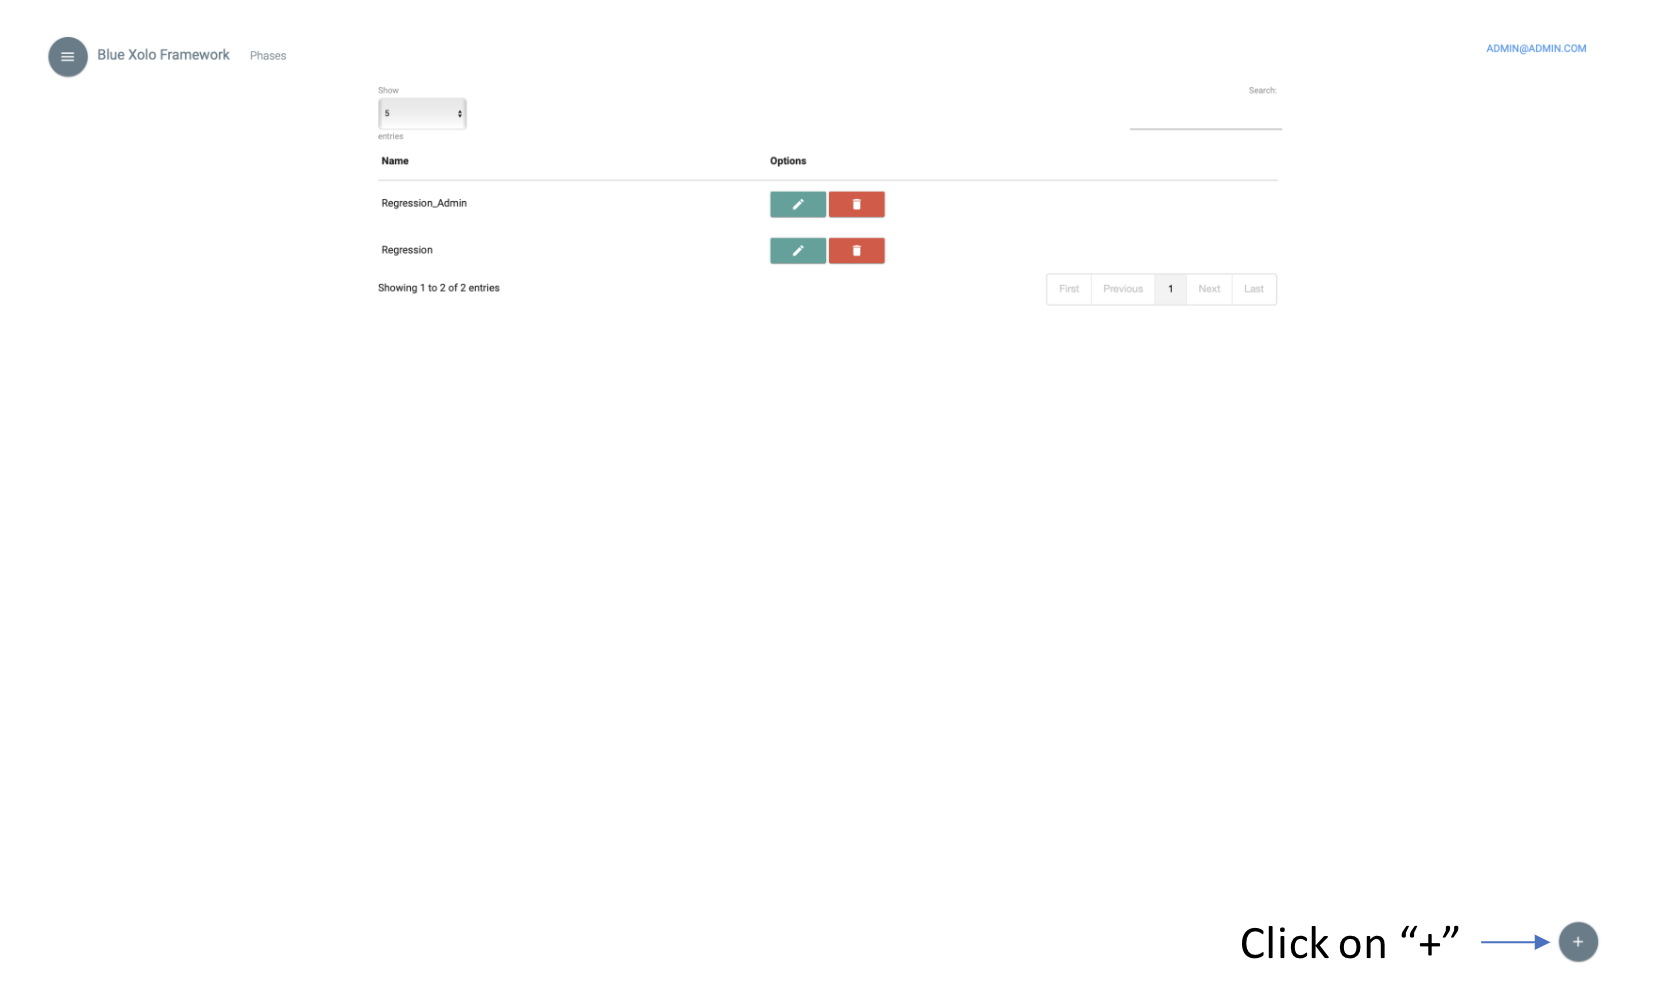 Blue Xolo Framework Phases ADMIN@ADMIN.COM
Show Search:
5
entries
Name Options
Regression_Admin
Regression
Showing 1 to 2 of 2 entries First Previous 1 Next Last
Click on “+” +